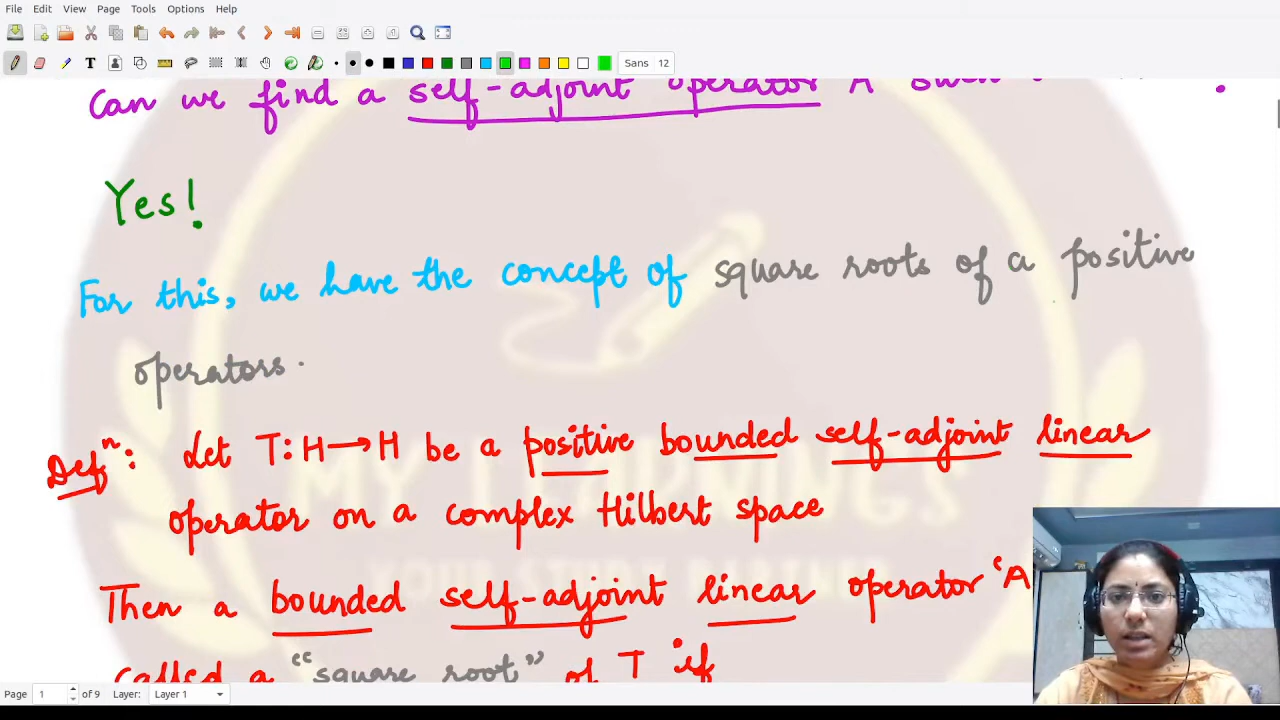 File Edit View Page Tools Options Help
Sans 12
Can we find a self-adjoint operator A such
Yes!
For this, we have the concept of square roots of a positive
operators.
Defⁿ: Let T: H→H be a positive bounded self-adjoint linear
operator on a complex Hilbert space
Then a bounded self-adjoint linear operator 'A
called a "square root" of T if
MY LEARNINGS
Page 1 of 9 Layer: Layer 1